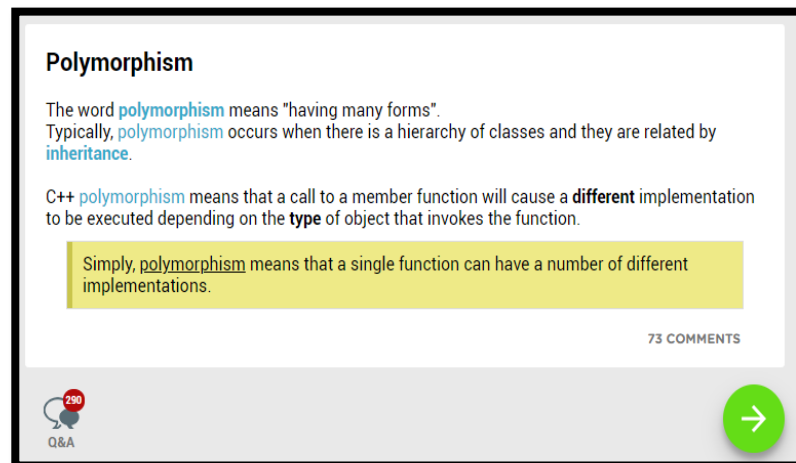 Polymorphism
The word polymorphism means "having many forms".
Typically, polymorphism occurs when there is a hierarchy of classes and they are related by
inheritance.
C++ polymorphism means that a call to a member function will cause a different implementation
to be executed depending on the type of object that invokes the function.
Simply, polymorphism means that a single function can have a number of different
implementations.
73 COMMENTS
290
Q&A